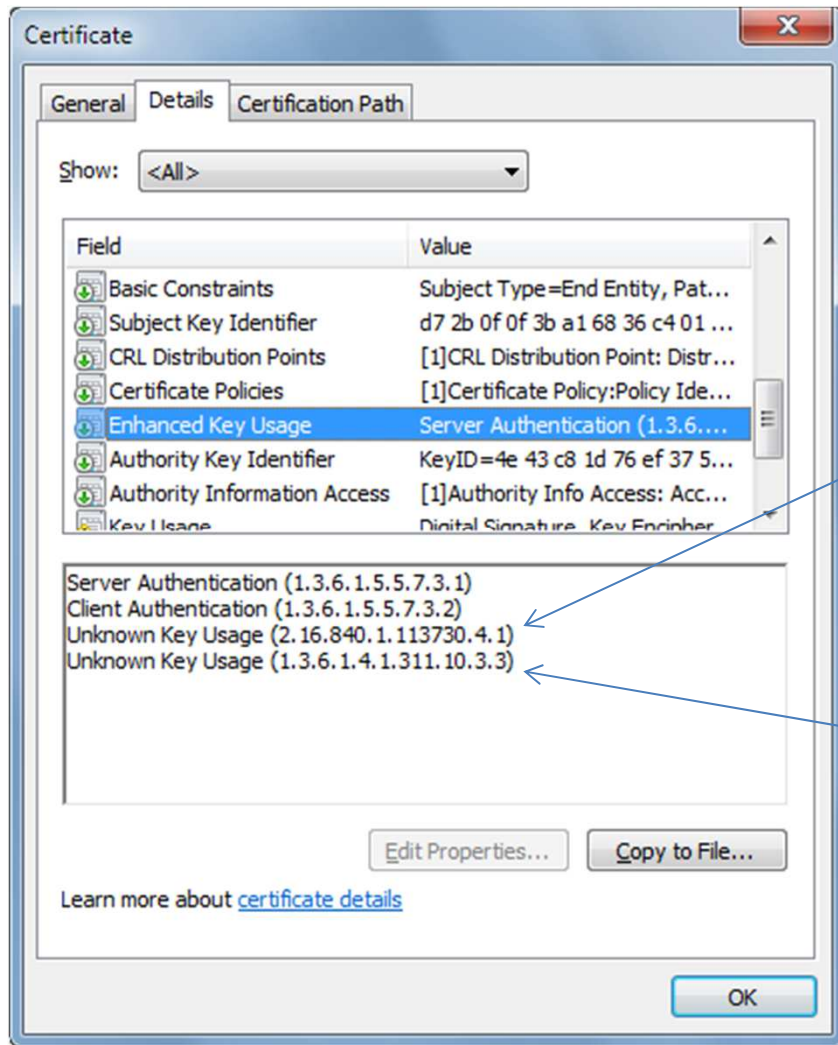 Certificate
General Details Certification Path
Show: <All>
Field Value
Basic Constraints Subject Type=End Entity, Pat...
Subject Key Identifier d7 2b 0f 0f 3b a1 68 36 c4 01 ...
CRL Distribution Points [1]CRL Distribution Point: Distr...
Certificate Policies [1]Certificate Policy:Policy Ide...
Enhanced Key Usage Server Authentication (1.3.6....
Authority Key Identifier KeyID=4e 43 c8 1d 76 ef 37 5...
Authority Information Access [1]Authority Info Access: Acc...
Key Usage Digital Signature, Key Encipher
Server Authentication (1.3.6.1.5.5.7.3.1)
Client Authentication (1.3.6.1.5.5.7.3.2)
Unknown Key Usage (2.16.840.1.113730.4.1)
Unknown Key Usage (1.3.6.1.4.1.311.10.3.3)
Edit Properties... Copy to File...
Learn more about certificate details
OK